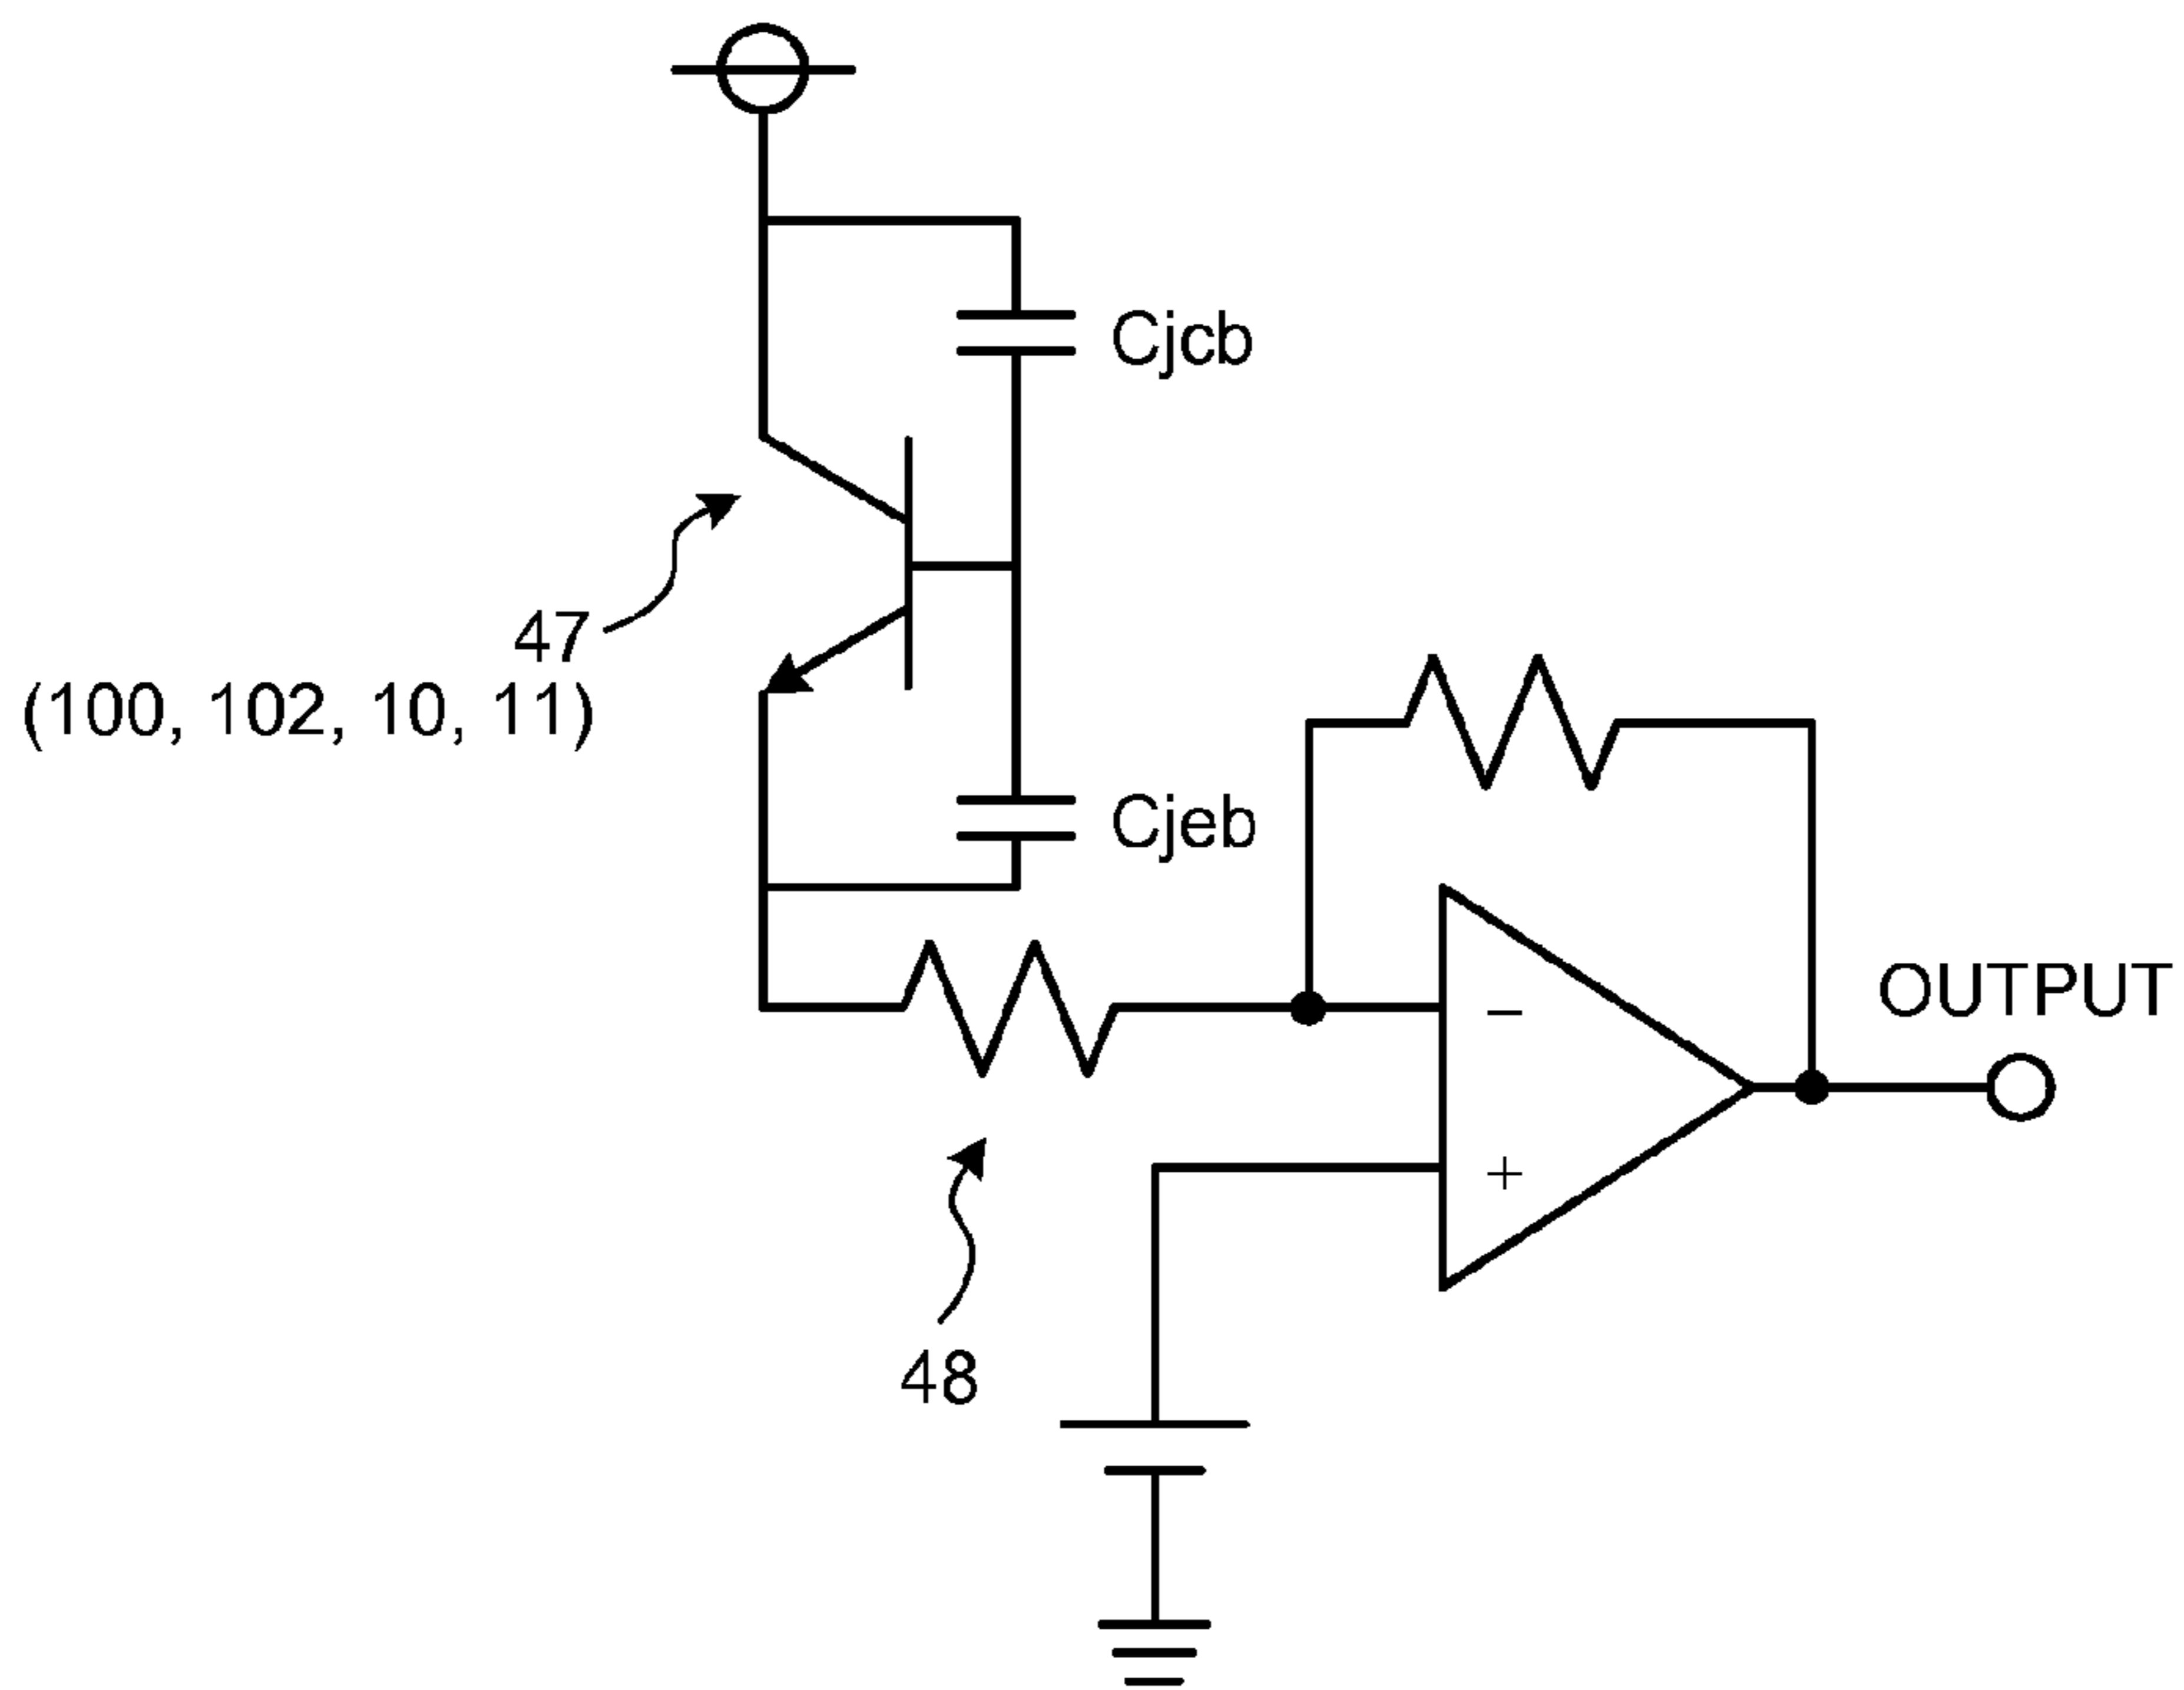 Cjcb
47
(100, 102, 10, 11)
Cjeb
OUTPUT
−
+
48